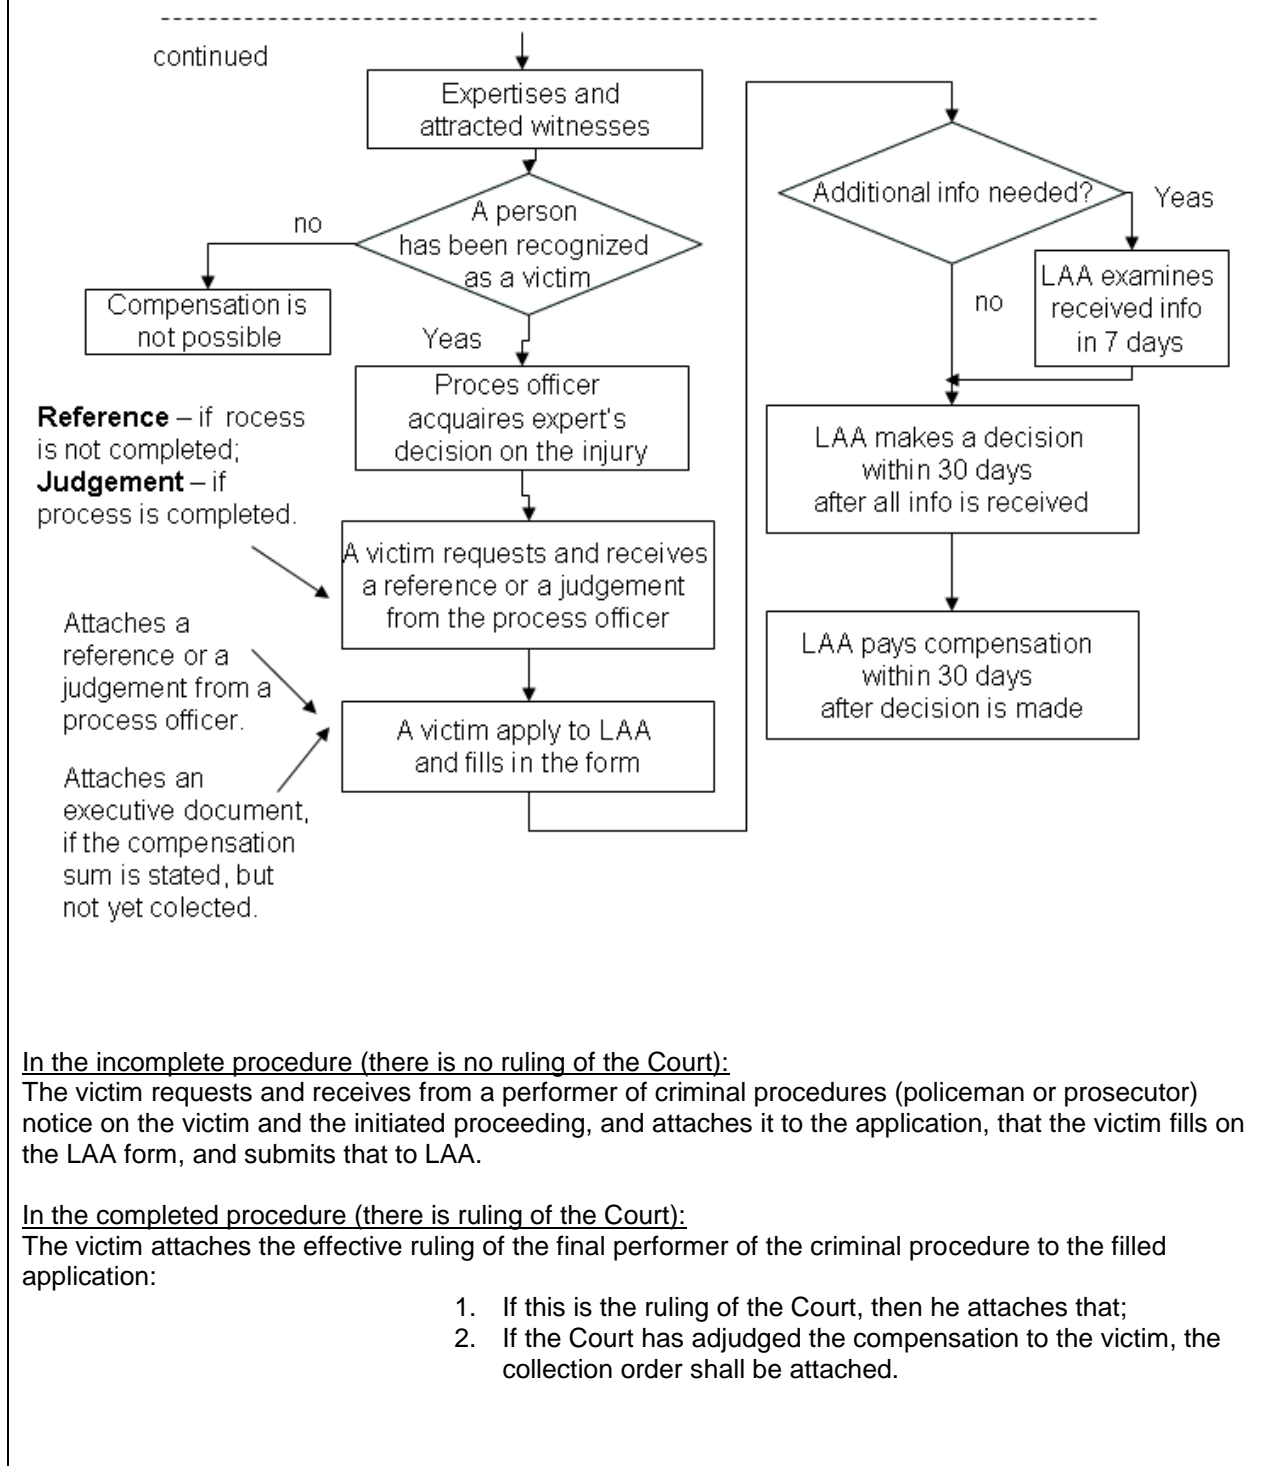 continued
Expertises and
attracted witnesses
A person
has been recognized
as a victim
no
Compensation is
not possible
Yeas
Proces officer
acquaires expert's
decision on the injury
Reference – if rocess
is not completed;
Judgement – if
process is completed.
A victim requests and receives
a reference or a judgement
from the process officer
Attaches a
reference or a
judgement from a
process officer.
A victim apply to LAA
and fills in the form
Attaches an
executive document,
if the compensation
sum is stated, but
not yet colected.
Additional info needed?
Yeas
LAA examines
received info
in 7 days
no
LAA makes a decision
within 30 days
after all info is received
LAA pays compensation
within 30 days
after decision is made
In the incomplete procedure (there is no ruling of the Court):
The victim requests and receives from a performer of criminal procedures (policeman or prosecutor)
notice on the victim and the initiated proceeding, and attaches it to the application, that the victim fills on
the LAA form, and submits that to LAA.
In the completed procedure (there is ruling of the Court):
The victim attaches the effective ruling of the final performer of the criminal procedure to the filled
application:
1. If this is the ruling of the Court, then he attaches that;
2. If the Court has adjudged the compensation to the victim, the
collection order shall be attached.